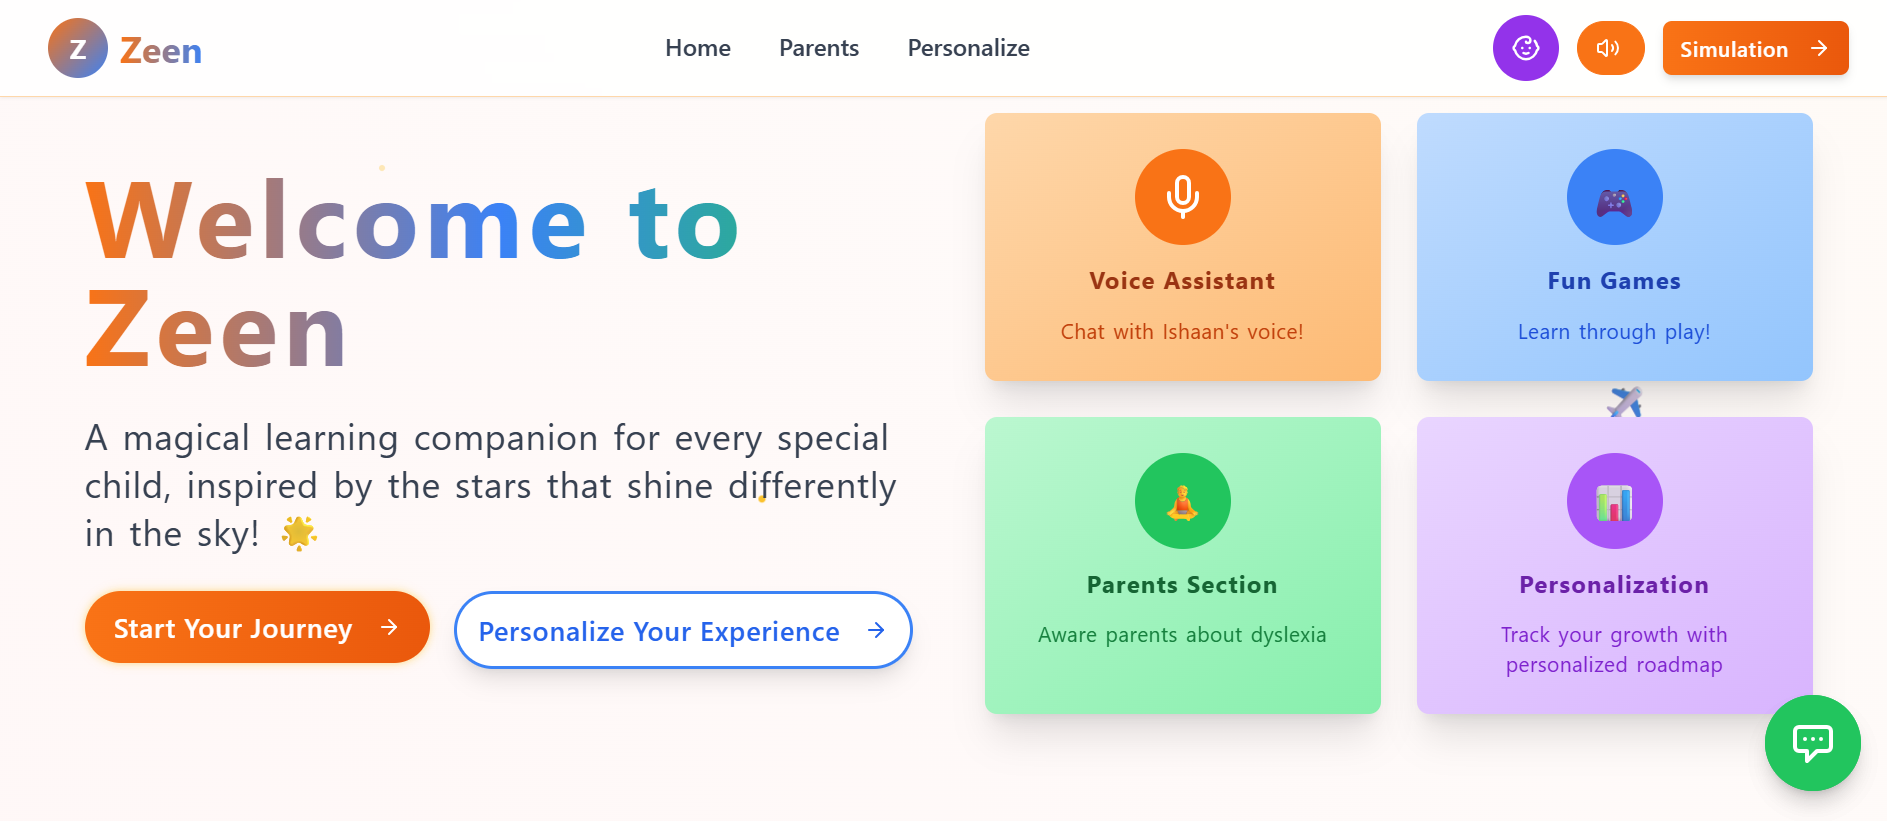 Z Zeen
Home Parents Personalize
Simulation
Welcome to
Zeen
A magical learning companion for every special
child, inspired by the stars that shine differently
in the sky! 🌟
Start Your Journey
Personalize Your Experience
Voice Assistant
Chat with Ishaan's voice!
Fun Games
Learn through play!
Parents Section
Aware parents about dyslexia
Personalization
Track your growth with
personalized roadmap